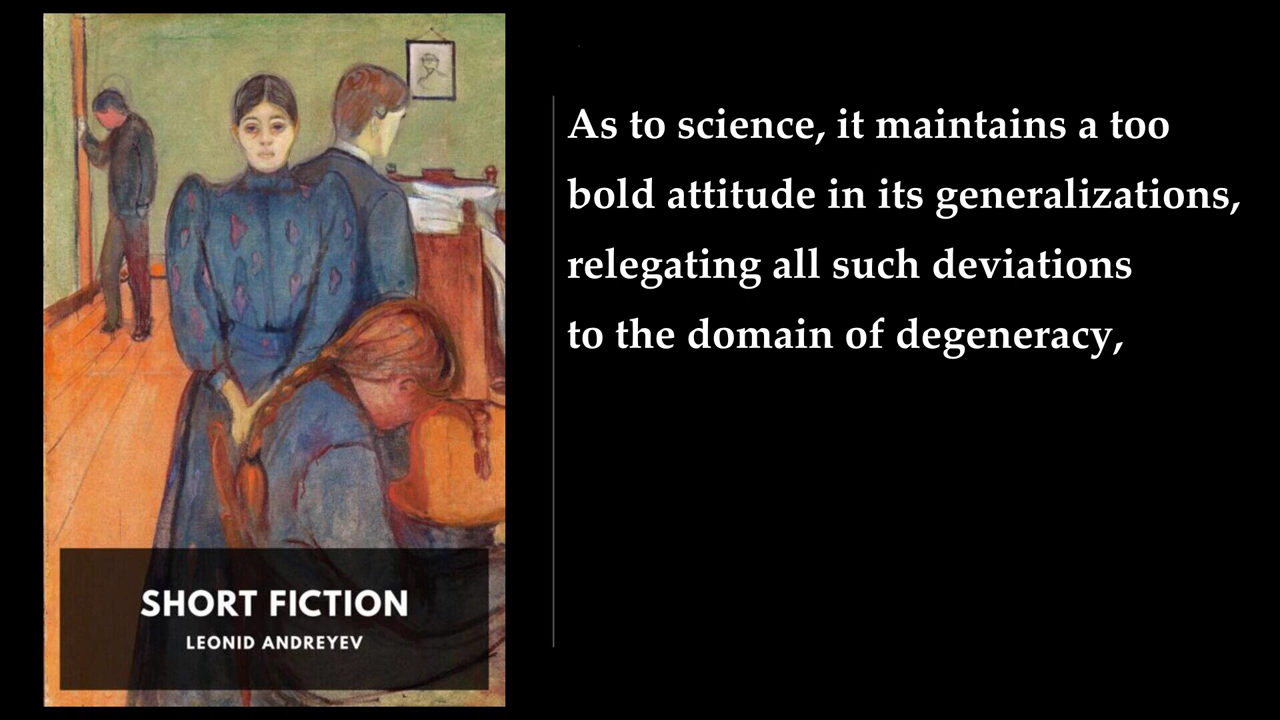 SHORT FICTION
LEONID ANDREYEV
As to science, it maintains a too
bold attitude in its generalizations,
relegating all such deviations
to the domain of degeneracy,